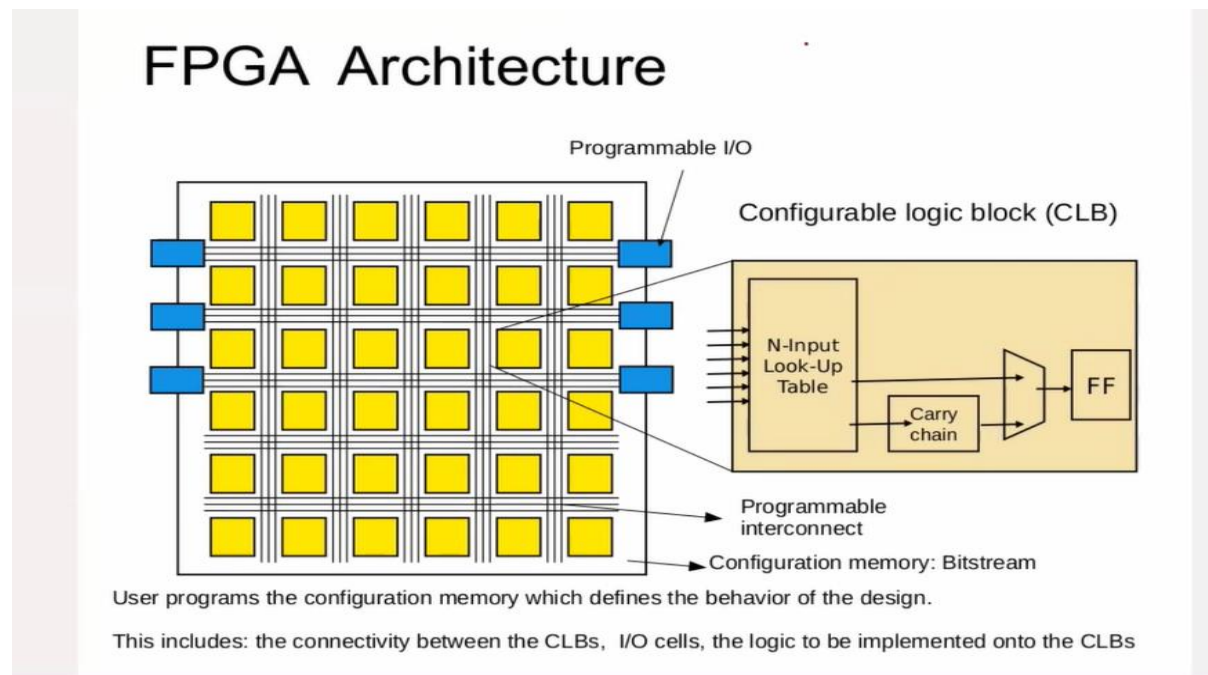 FPGA Architecture
Programmable I/O
Configurable logic block (CLB)
N-Input
Look-Up
Table
Carry
chain
FF
Programmable
interconnect
Configuration memory: Bitstream
User programs the configuration memory which defines the behavior of the design.
This includes: the connectivity between the CLBs, I/O cells, the logic to be implemented onto the CLBs